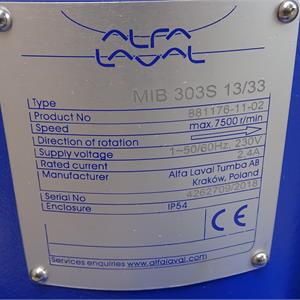 ALFA
LAVAL
Type MIB 303S 13/33
Product No 881176-11-02
Speed max. 7500 r/min
Direction of rotation
Supply voltage 1~50/60Hz, 230V
Rated current 2,4A
Manufacturer Alfa Laval Tumba AB
Kraków, Poland
Serial No 4262709/2018
Enclosure IP54
CE
Services enquiries www.alfalaval.com